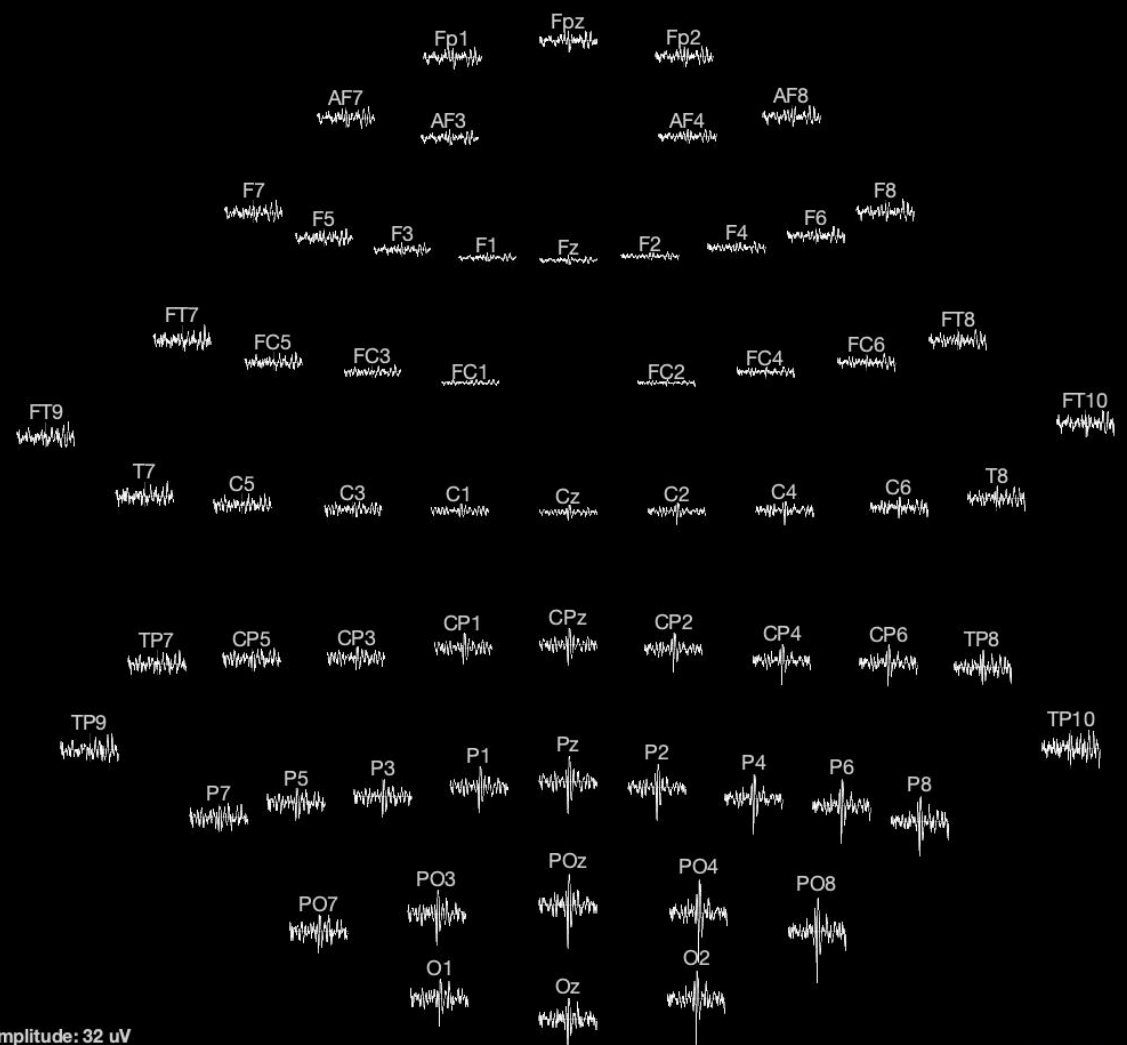 Fpz
Fp1 Fp2
AF7 AF8
AF3 AF4
F7 F8
F5 F6
F3 F4
F1 Fz F2
FT7 FT8
FC5 FC6
FC3 FC4
FC1 FC2
FT9 FT10
T7 T8
C5 C3 C1 Cz C2 C4 C6
CP1 CPz CP2
TP7 CP5 CP3 CP4 CP6 TP8
TP9 TP10
P1 Pz P2
P7 P5 P3 P4 P6 P8
POz
PO7 PO3 PO4 PO8
O1 O2
Oz
mplitude: 32 uV